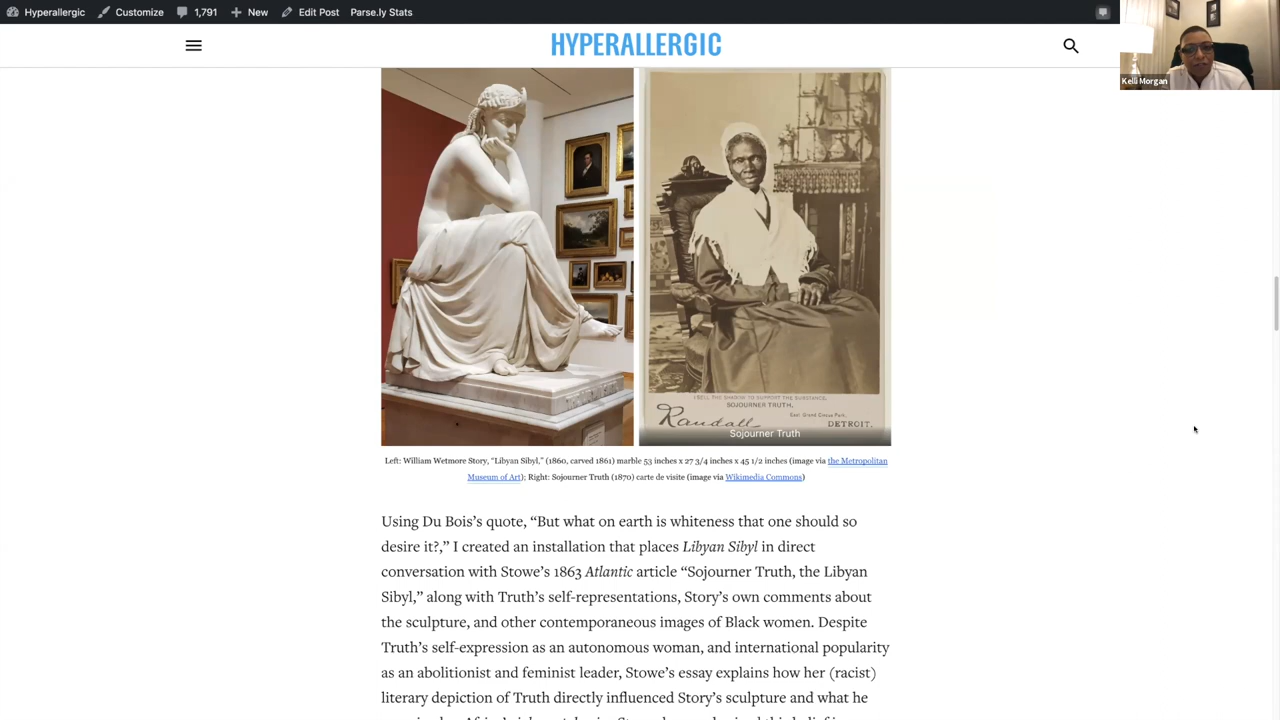 Hyperallergic Customize 1,791 New Edit Post Parse.ly Stats
HYPERALLERGIC
Kelli Morgan
I SELL THE SHADOW TO SUPPORT THE SUBSTANCE.
SOJOURNER TRUTH.
Randall East Grand Circus Park,
DETROIT.
Sojourner Truth
Left: William Wetmore Story, “Libyan Sibyl,” (1860, carved 1861) marble 53 inches x 27 3/4 inches x 45 1/2 inches (image via the Metropolitan
Museum of Art); Right: Sojourner Truth (1870) carte de visite (image via Wikimedia Commons)
Using Du Bois’s quote, “But what on earth is whiteness that one should so
desire it?,” I created an installation that places Libyan Sibyl in direct
conversation with Stowe’s 1863 Atlantic article “Sojourner Truth, the Libyan
Sibyl,” along with Truth’s self-representations, Story’s own comments about
the sculpture, and other contemporaneous images of Black women. Despite
Truth’s self-expression as an autonomous woman, and international popularity
as an abolitionist and feminist leader, Stowe’s essay explains how her (racist)
literary depiction of Truth directly influenced Story’s sculpture and what he